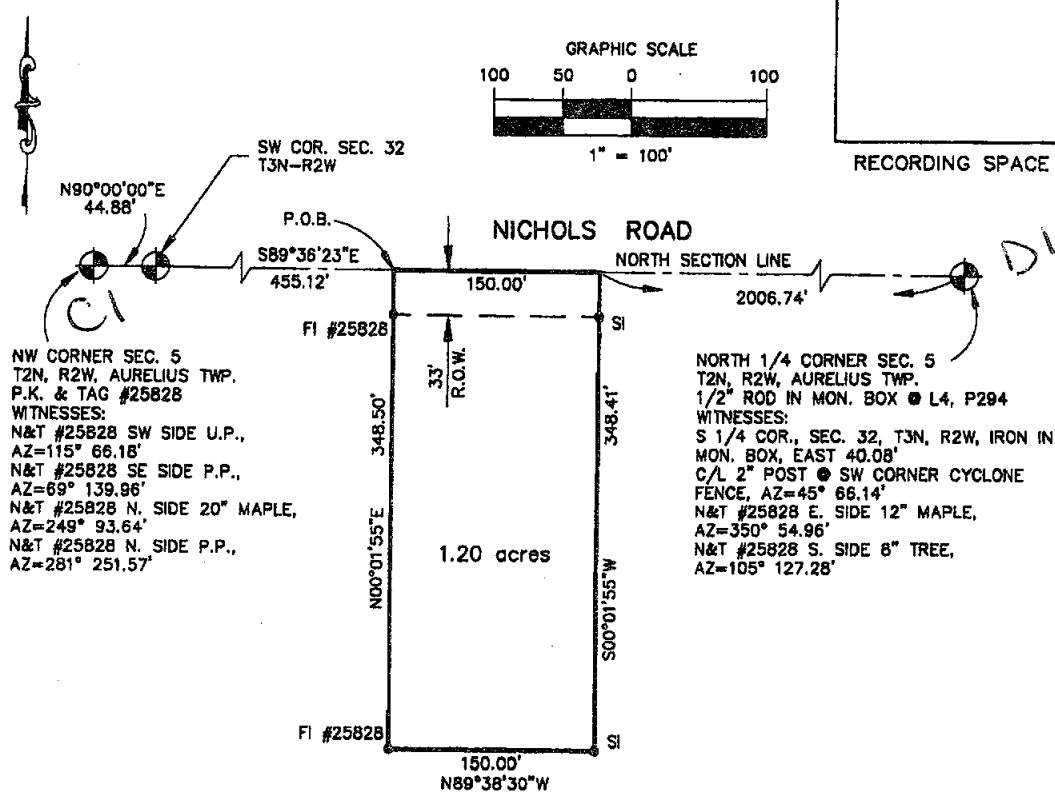 GRAPHIC SCALE
100 50 0 100
1" = 100'
RECORDING SPACE
SW COR. SEC. 32
T3N-R2W
N90°00'00"E
44.88'
P.O.B.
NICHOLS ROAD
S89°36'23"E
455.12'
150.00'
NORTH SECTION LINE
2006.74'
C1
D1
FI #25828
SI
33'
R.O.W.
NW CORNER SEC. 5
T2N, R2W, AURELIUS TWP.
P.K. & TAG #25828
WITNESSES:
N&T #25828 SW SIDE U.P.,
AZ=115° 66.18'
N&T #25828 SE SIDE P.P.,
AZ=69° 139.96'
N&T #25828 N. SIDE 20" MAPLE,
AZ=249° 93.64'
N&T #25828 N. SIDE P.P.,
AZ=281° 251.57'
348.50'
N00°01'55"E
1.20 acres
348.41'
S00°01'55"W
NORTH 1/4 CORNER SEC. 5
T2N, R2W, AURELIUS TWP.
1/2" ROD IN MON. BOX @ L4, P294
WITNESSES:
S 1/4 COR., SEC. 32, T3N, R2W, IRON IN
MON. BOX, EAST 40.08'
C/L 2" POST @ SW CORNER CYCLONE
FENCE, AZ=45° 66.14'
N&T #25828 E. SIDE 12" MAPLE,
AZ=350° 54.96'
N&T #25828 S. SIDE 8" TREE,
AZ=105° 127.28'
FI #25828
SI
150.00'
N89°38'30"W